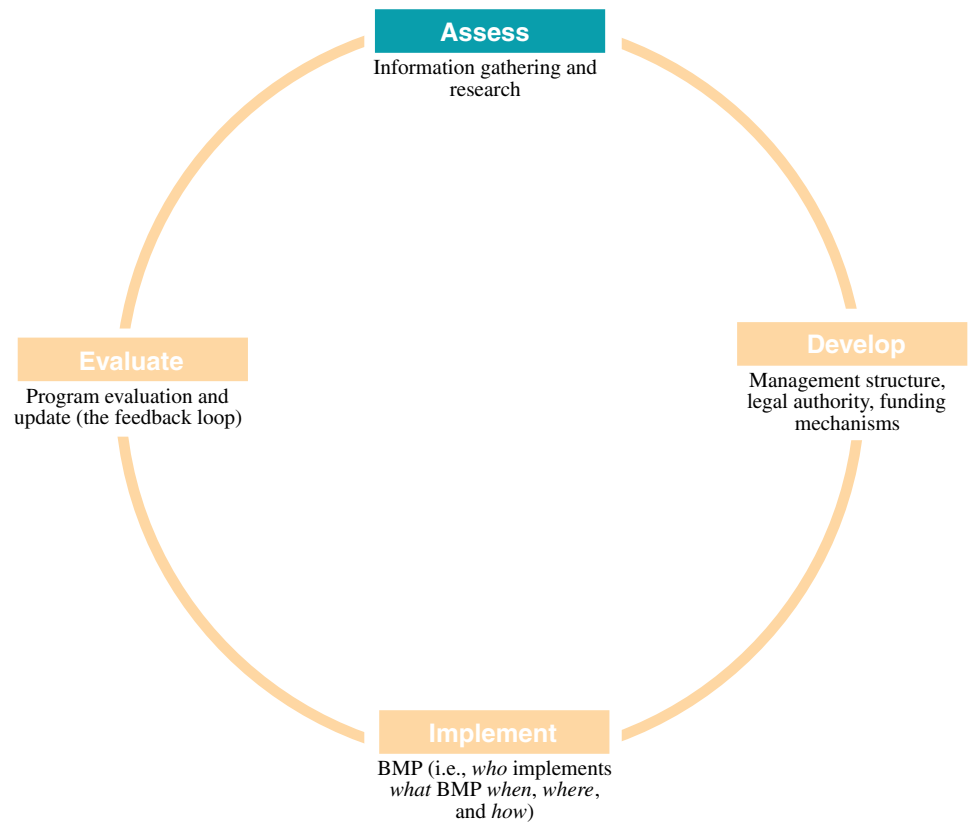 Assess
Information gathering and
research
Develop
Management structure,
legal authority, funding
mechanisms
Implement
BMP (i.e., who implements
what BMP when, where,
and how)
Evaluate
Program evaluation and
update (the feedback loop)